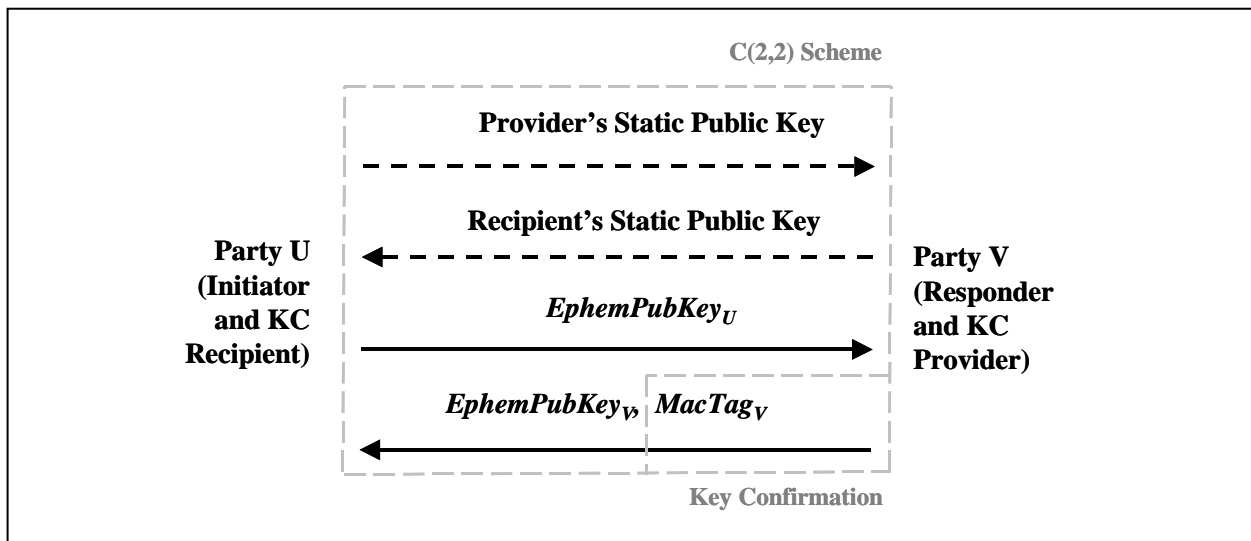 C(2,2) Scheme
Provider's Static Public Key
Recipient's Static Public Key
Party U
(Initiator
and KC
Recipient)
Party V
(Responder
and KC
Provider)
EphemPubKeyU
EphemPubKeyV, MacTagV
Key Confirmation